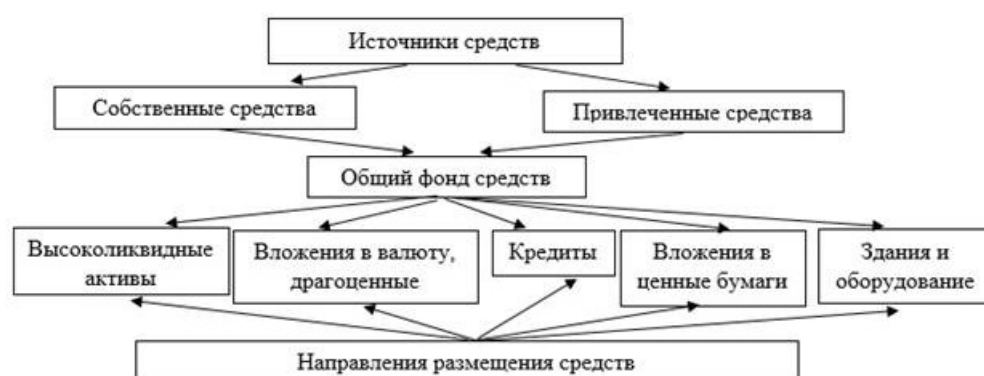 Источники средств
Собственные средства
Привлеченные средства
Общий фонд средств
Высоколиквидные
активы
Вложения в валюту,
драгоценные
Кредиты
Вложения в
ценные бумаги
Здания и
оборудование
Направления размещения средств